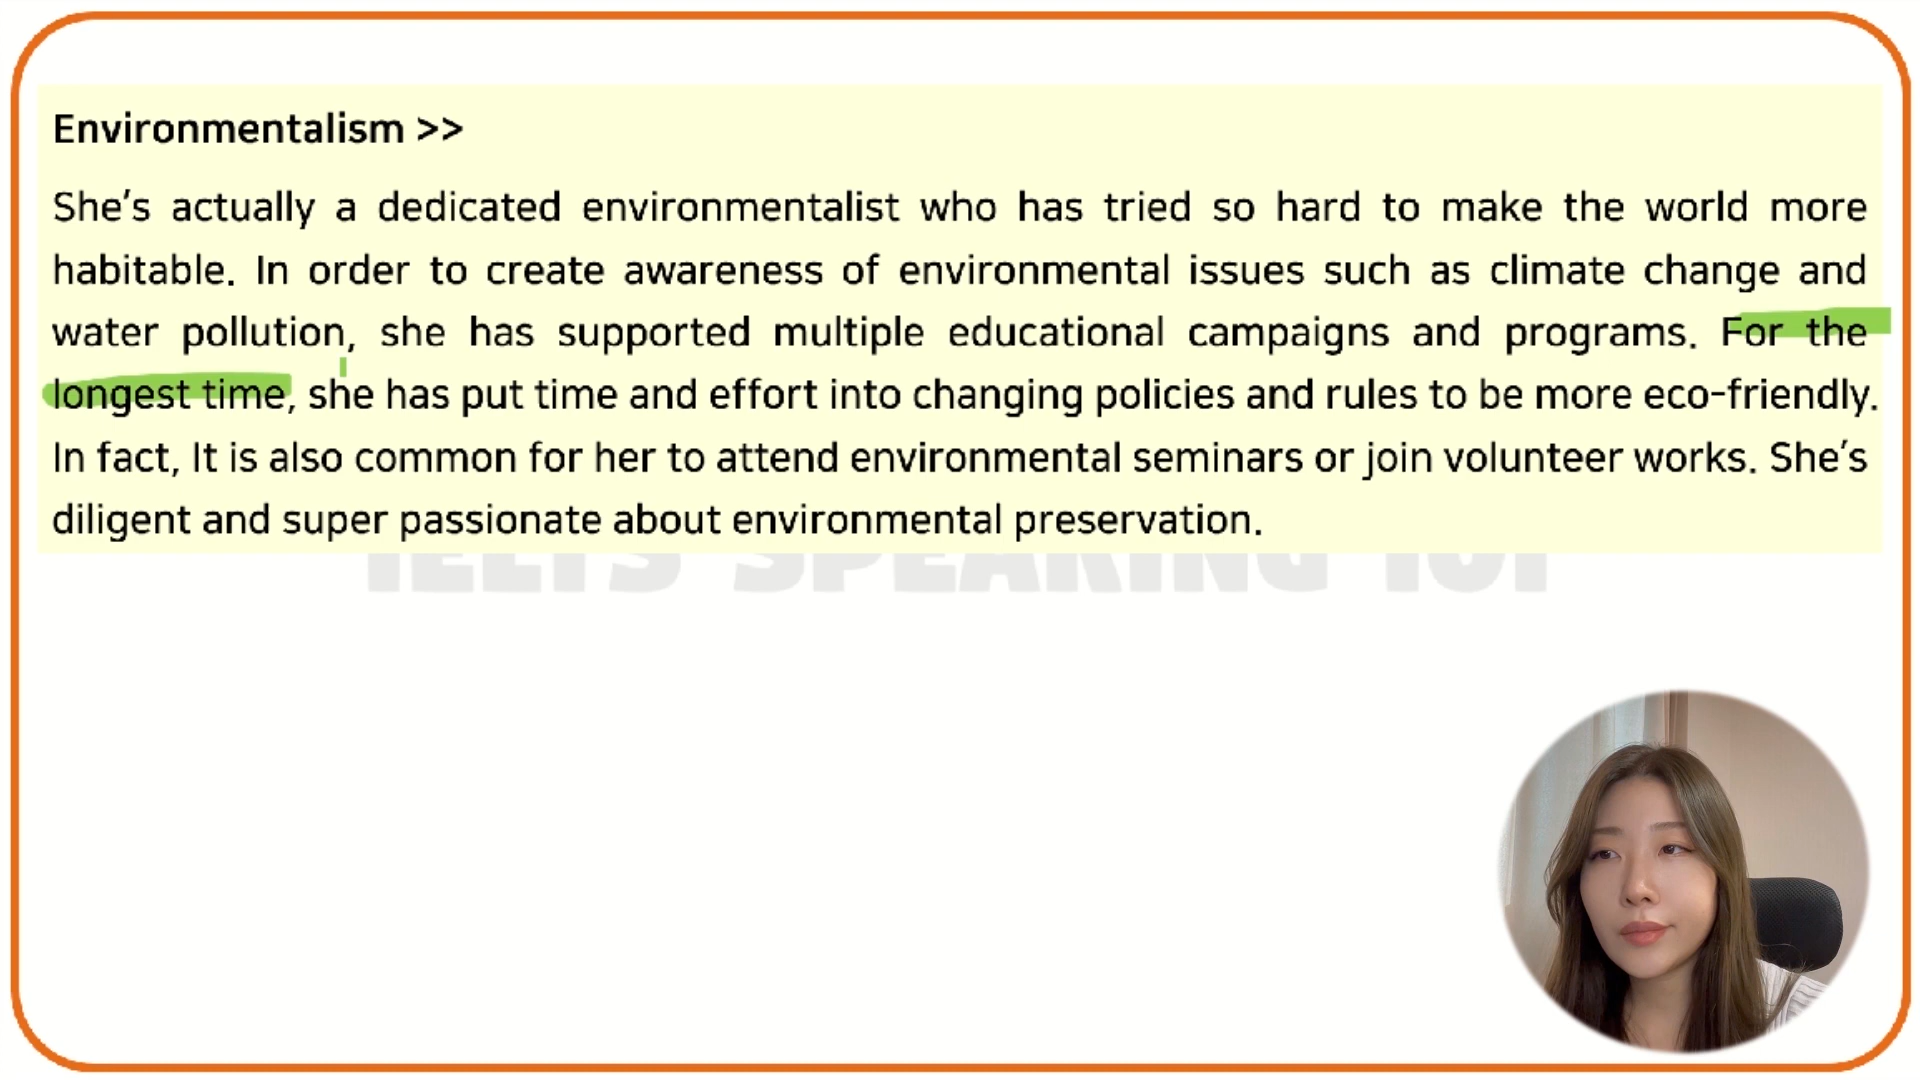 Environmentalism >>
She's actually a dedicated environmentalist who has tried so hard to make the world more
habitable. In order to create awareness of environmental issues such as climate change and
water pollution, she has supported multiple educational campaigns and programs. For the
longest time, she has put time and effort into changing policies and rules to be more eco-friendly.
In fact, It is also common for her to attend environmental seminars or join volunteer works. She's
diligent and super passionate about environmental preservation.
IELTS SPEAKING 101